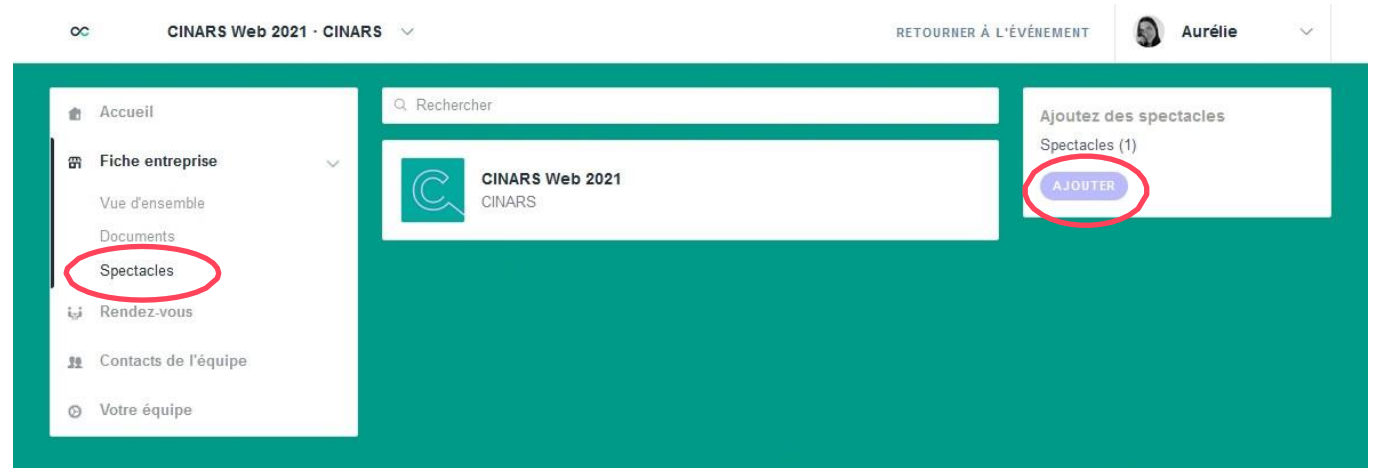 CINARS Web 2021 · CINARS
RETOURNER À L'ÉVÉNEMENT
Aurélie
Accueil
Fiche entreprise
Vue d'ensemble
Documents
Spectacles
Rendez-vous
Contacts de l'équipe
Votre équipe
Rechercher
CINARS Web 2021
CINARS
Ajoutez des spectacles
Spectacles (1)
AJOUTER